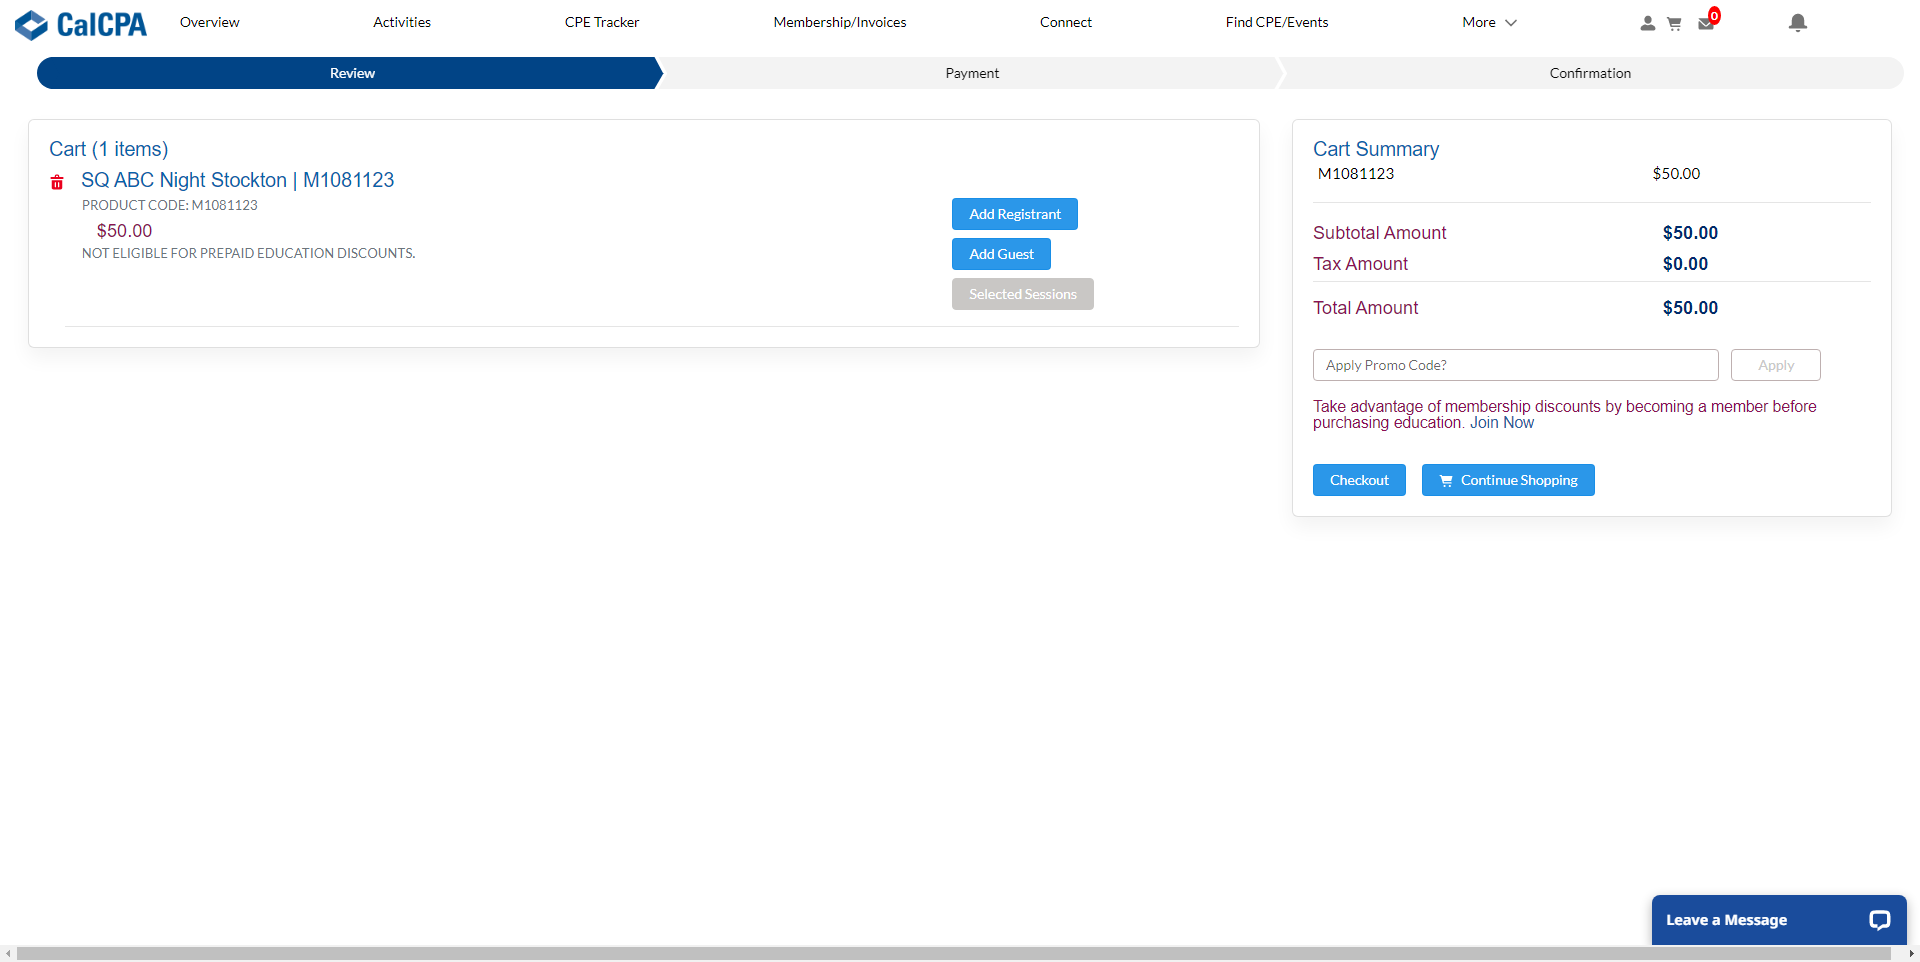 CalCPA
Overview
Activities
CPE Tracker
Membership/Invoices
Connect
Find CPE/Events
More
0
Review
Payment
Confirmation
Cart (1 items)
SQ ABC Night Stockton | M1081123
PRODUCT CODE: M1081123
$50.00
NOT ELIGIBLE FOR PREPAID EDUCATION DISCOUNTS.
Add Registrant
Add Guest
Selected Sessions
Cart Summary
M1081123 $50.00
Subtotal Amount $50.00
Tax Amount $0.00
Total Amount $50.00
Apply Promo Code?
Apply
Take advantage of membership discounts by becoming a member before
purchasing education. Join Now
Checkout
Continue Shopping
Leave a Message